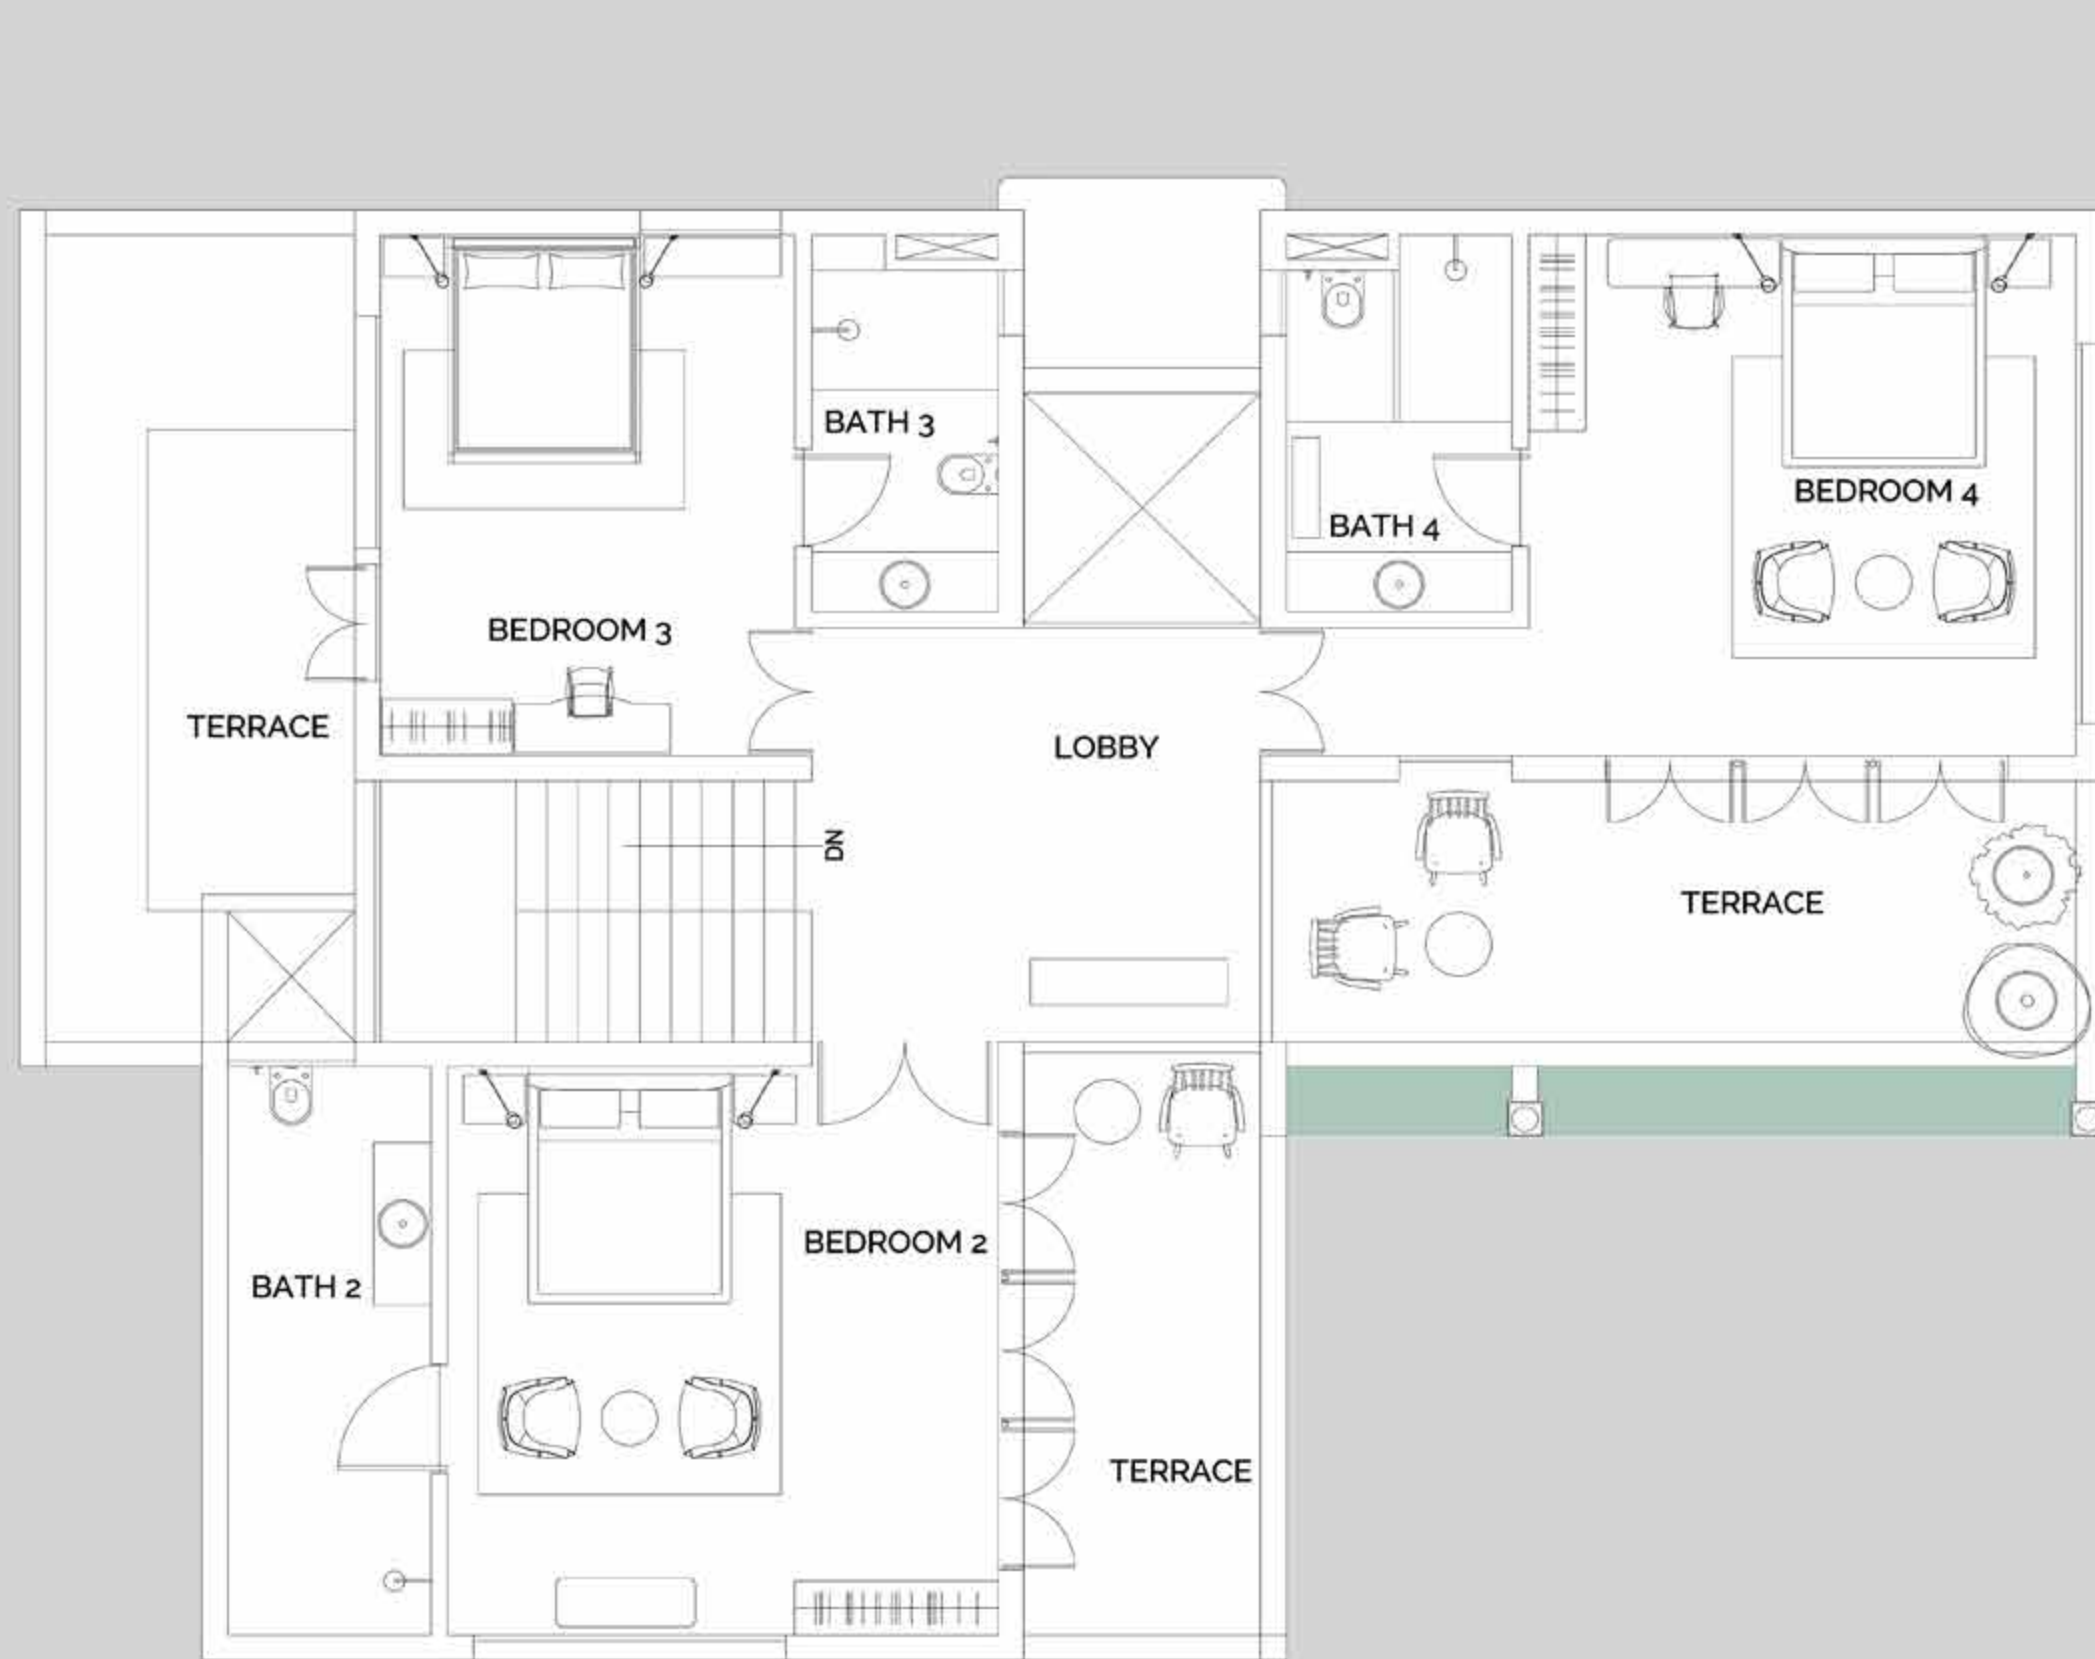 BATH 3
BEDROOM 4
BATH 4
BEDROOM 3
TERRACE
LOBBY
DN
TERRACE
BEDROOM 2
BATH 2
TERRACE